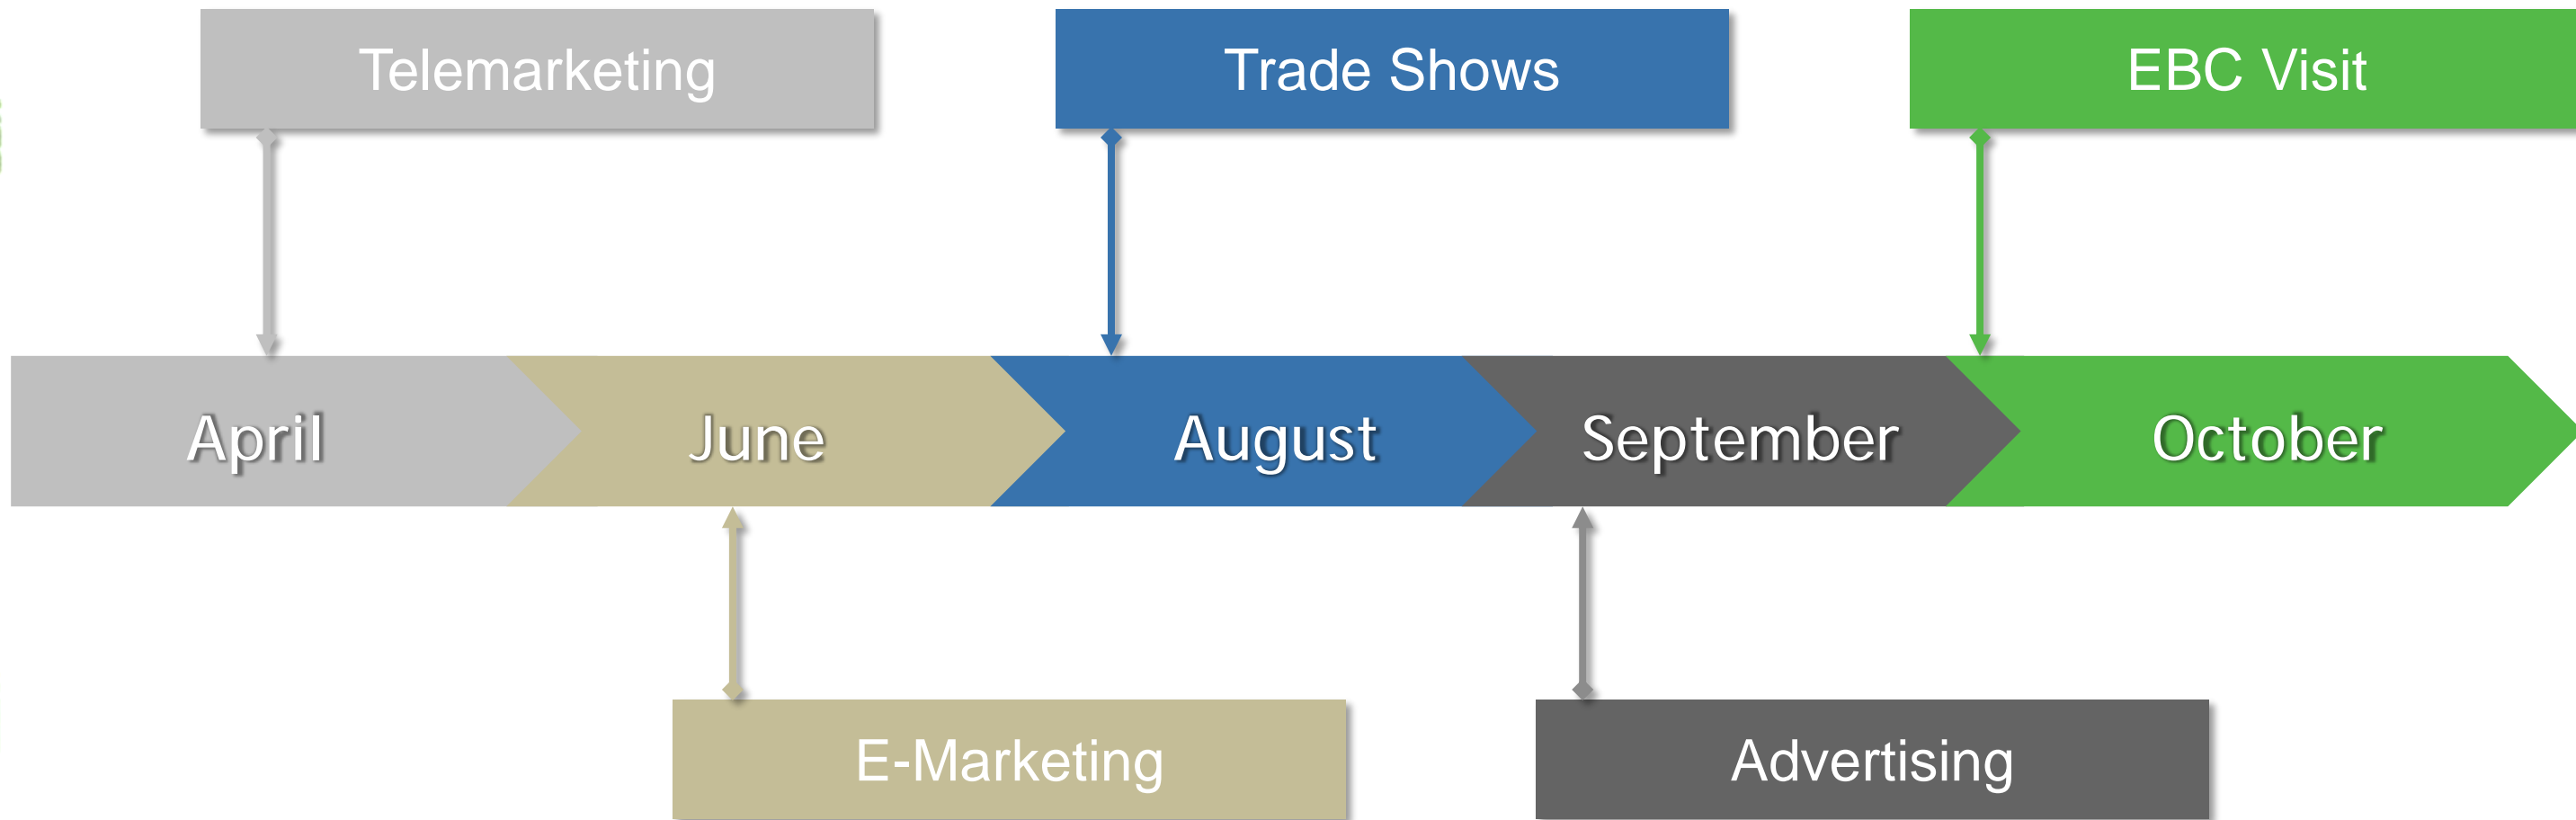 Telemarketing
Trade Shows
EBC Visit
April
June
August
September
October
E-Marketing
Advertising